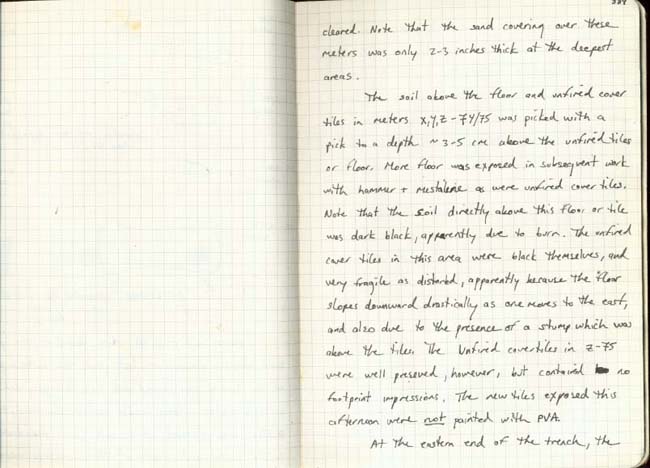 cleared. Note that the sand covering over these
meters was only 2-3 inches thick at the deepest
areas.
The soil above the floor and unfired cover
tiles in meters X,Y,Z-74/75 was picked with a
pick to a depth ~3-5 cm above the unfired tiles
or floor. More floor was exposed in subsequent work
with hammer + as were unfired cover tiles.
Note that the soil directly above this floor or tile
was dark black, apparently due to burn. The unfired
cover tiles in this area were black themselves, and
very fragile as distorbd, apparently because the floor
slopes downward drastically as one moves to the east,
and also due to the presence of a stump which was
above the tiles. The Unfired covertiles in Z-75
were well preseved, however, but contained no
footprint impressions. The new tiles exposed this
afternoon were not painted with PVA.
At the eastern end of the trench, the